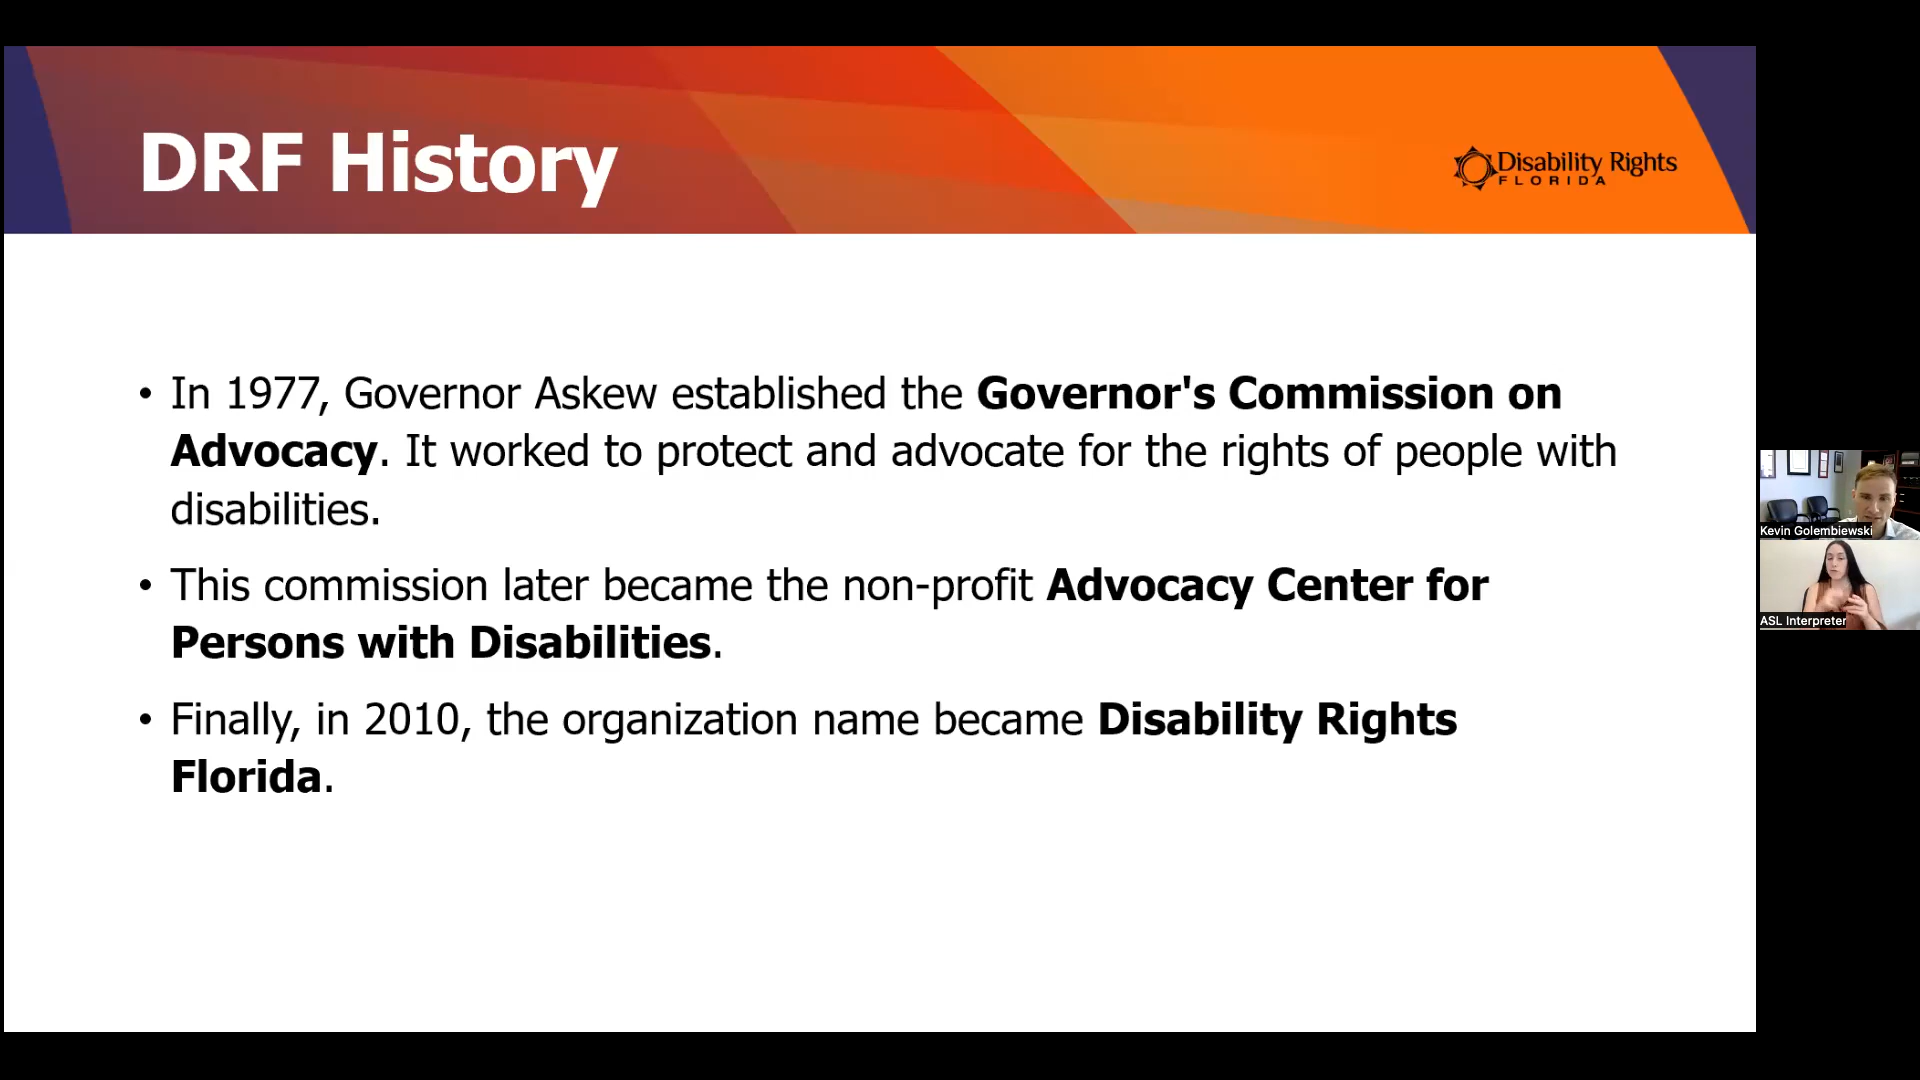 DRF History
Disability Rights
FLORIDA
• In 1977, Governor Askew established the Governor's Commission on
Advocacy. It worked to protect and advocate for the rights of people with
disabilities.
• This commission later became the non-profit Advocacy Center for
Persons with Disabilities.
• Finally, in 2010, the organization name became Disability Rights
Florida.
Kevin Golembiewski
ASL Interpreter